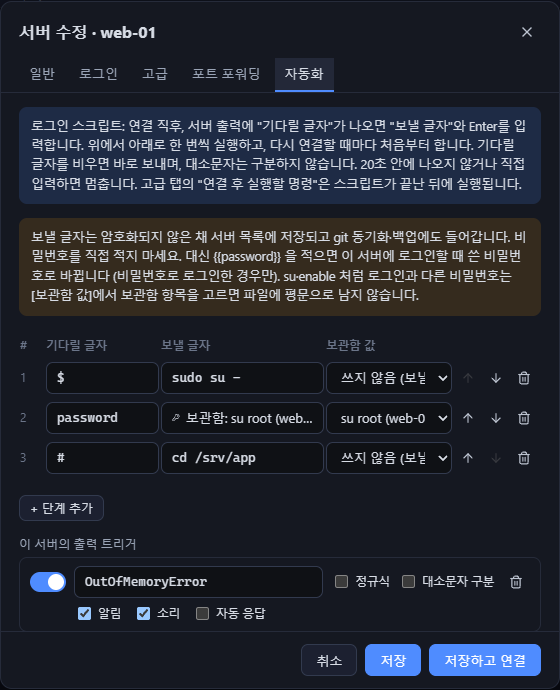 서버 수정 · web-01
일반 로그인 고급 포트 포워딩 자동화
로그인 스크립트: 연결 직후, 서버 출력에 "기다릴 글자"가 나오면 "보낼 글자"와 Enter를 입
력합니다. 위에서 아래로 한 번씩 실행하고, 다시 연결할 때마다 처음부터 합니다. 기다릴
글자를 비우면 바로 보내며, 대소문자는 구분하지 않습니다. 20초 안에 나오지 않거나 직접
입력하면 멈춥니다. 고급 탭의 "연결 후 실행할 명령"은 스크립트가 끝난 뒤에 실행됩니다.
보낼 글자는 암호화되지 않은 채 서버 목록에 저장되고 git 동기화·백업에도 들어갑니다. 비
밀번호를 직접 적지 마세요. 대신 {{password}} 을 적으면 이 서버에 로그인할 때 쓴 비밀번
호로 바뀝니다 (비밀번호로 로그인한 경우만). su·enable 처럼 로그인과 다른 비밀번호는
[보관함 값]에서 보관함 항목을 고르면 파일에 평문으로 남지 않습니다.
# 기다릴 글자 보낼 글자 보관함 값
1 $ sudo su - 쓰지 않음 (보낼
2 password 보관함: su root (web... su root (web-0
3 # cd /srv/app 쓰지 않음 (보낼
+ 단계 추가
이 서버의 출력 트리거
OutOfMemoryError 정규식 대소문자 구분
알림 소리 자동 응답
취소 저장 저장하고 연결